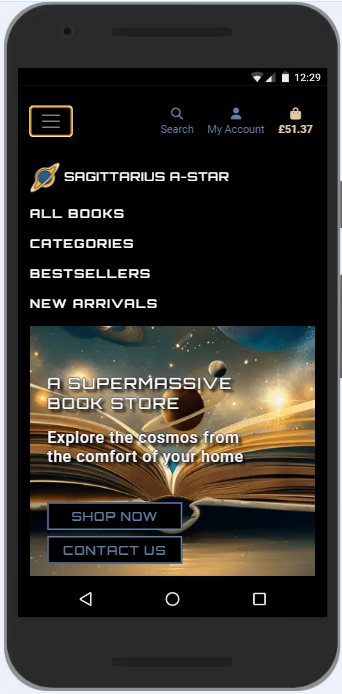 12:29
Search My Account £51.37
SAGITTARIUS A-STAR
ALL BOOKS
CATEGORIES
BESTSELLERS
NEW ARRIVALS
A SUPERMASSIVE
BOOK STORE
Explore the cosmos from
the comfort of your home
SHOP NOW
CONTACT US